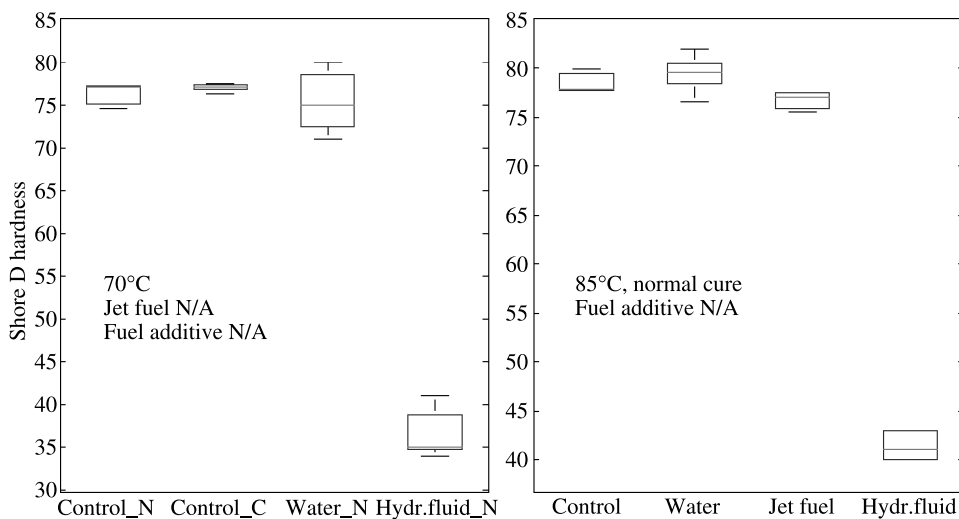 Shore D hardness
85
80
75
70
65
60
55
50
45
40
35
30
70°C
Jet fuel N/A
Fuel additive N/A
Control_N Control_C Water_N Hydr.fluid_N
85
80
75
70
65
60
55
50
45
40
85°C, normal cure
Fuel additive N/A
Control Water Jet fuel Hydr.fluid